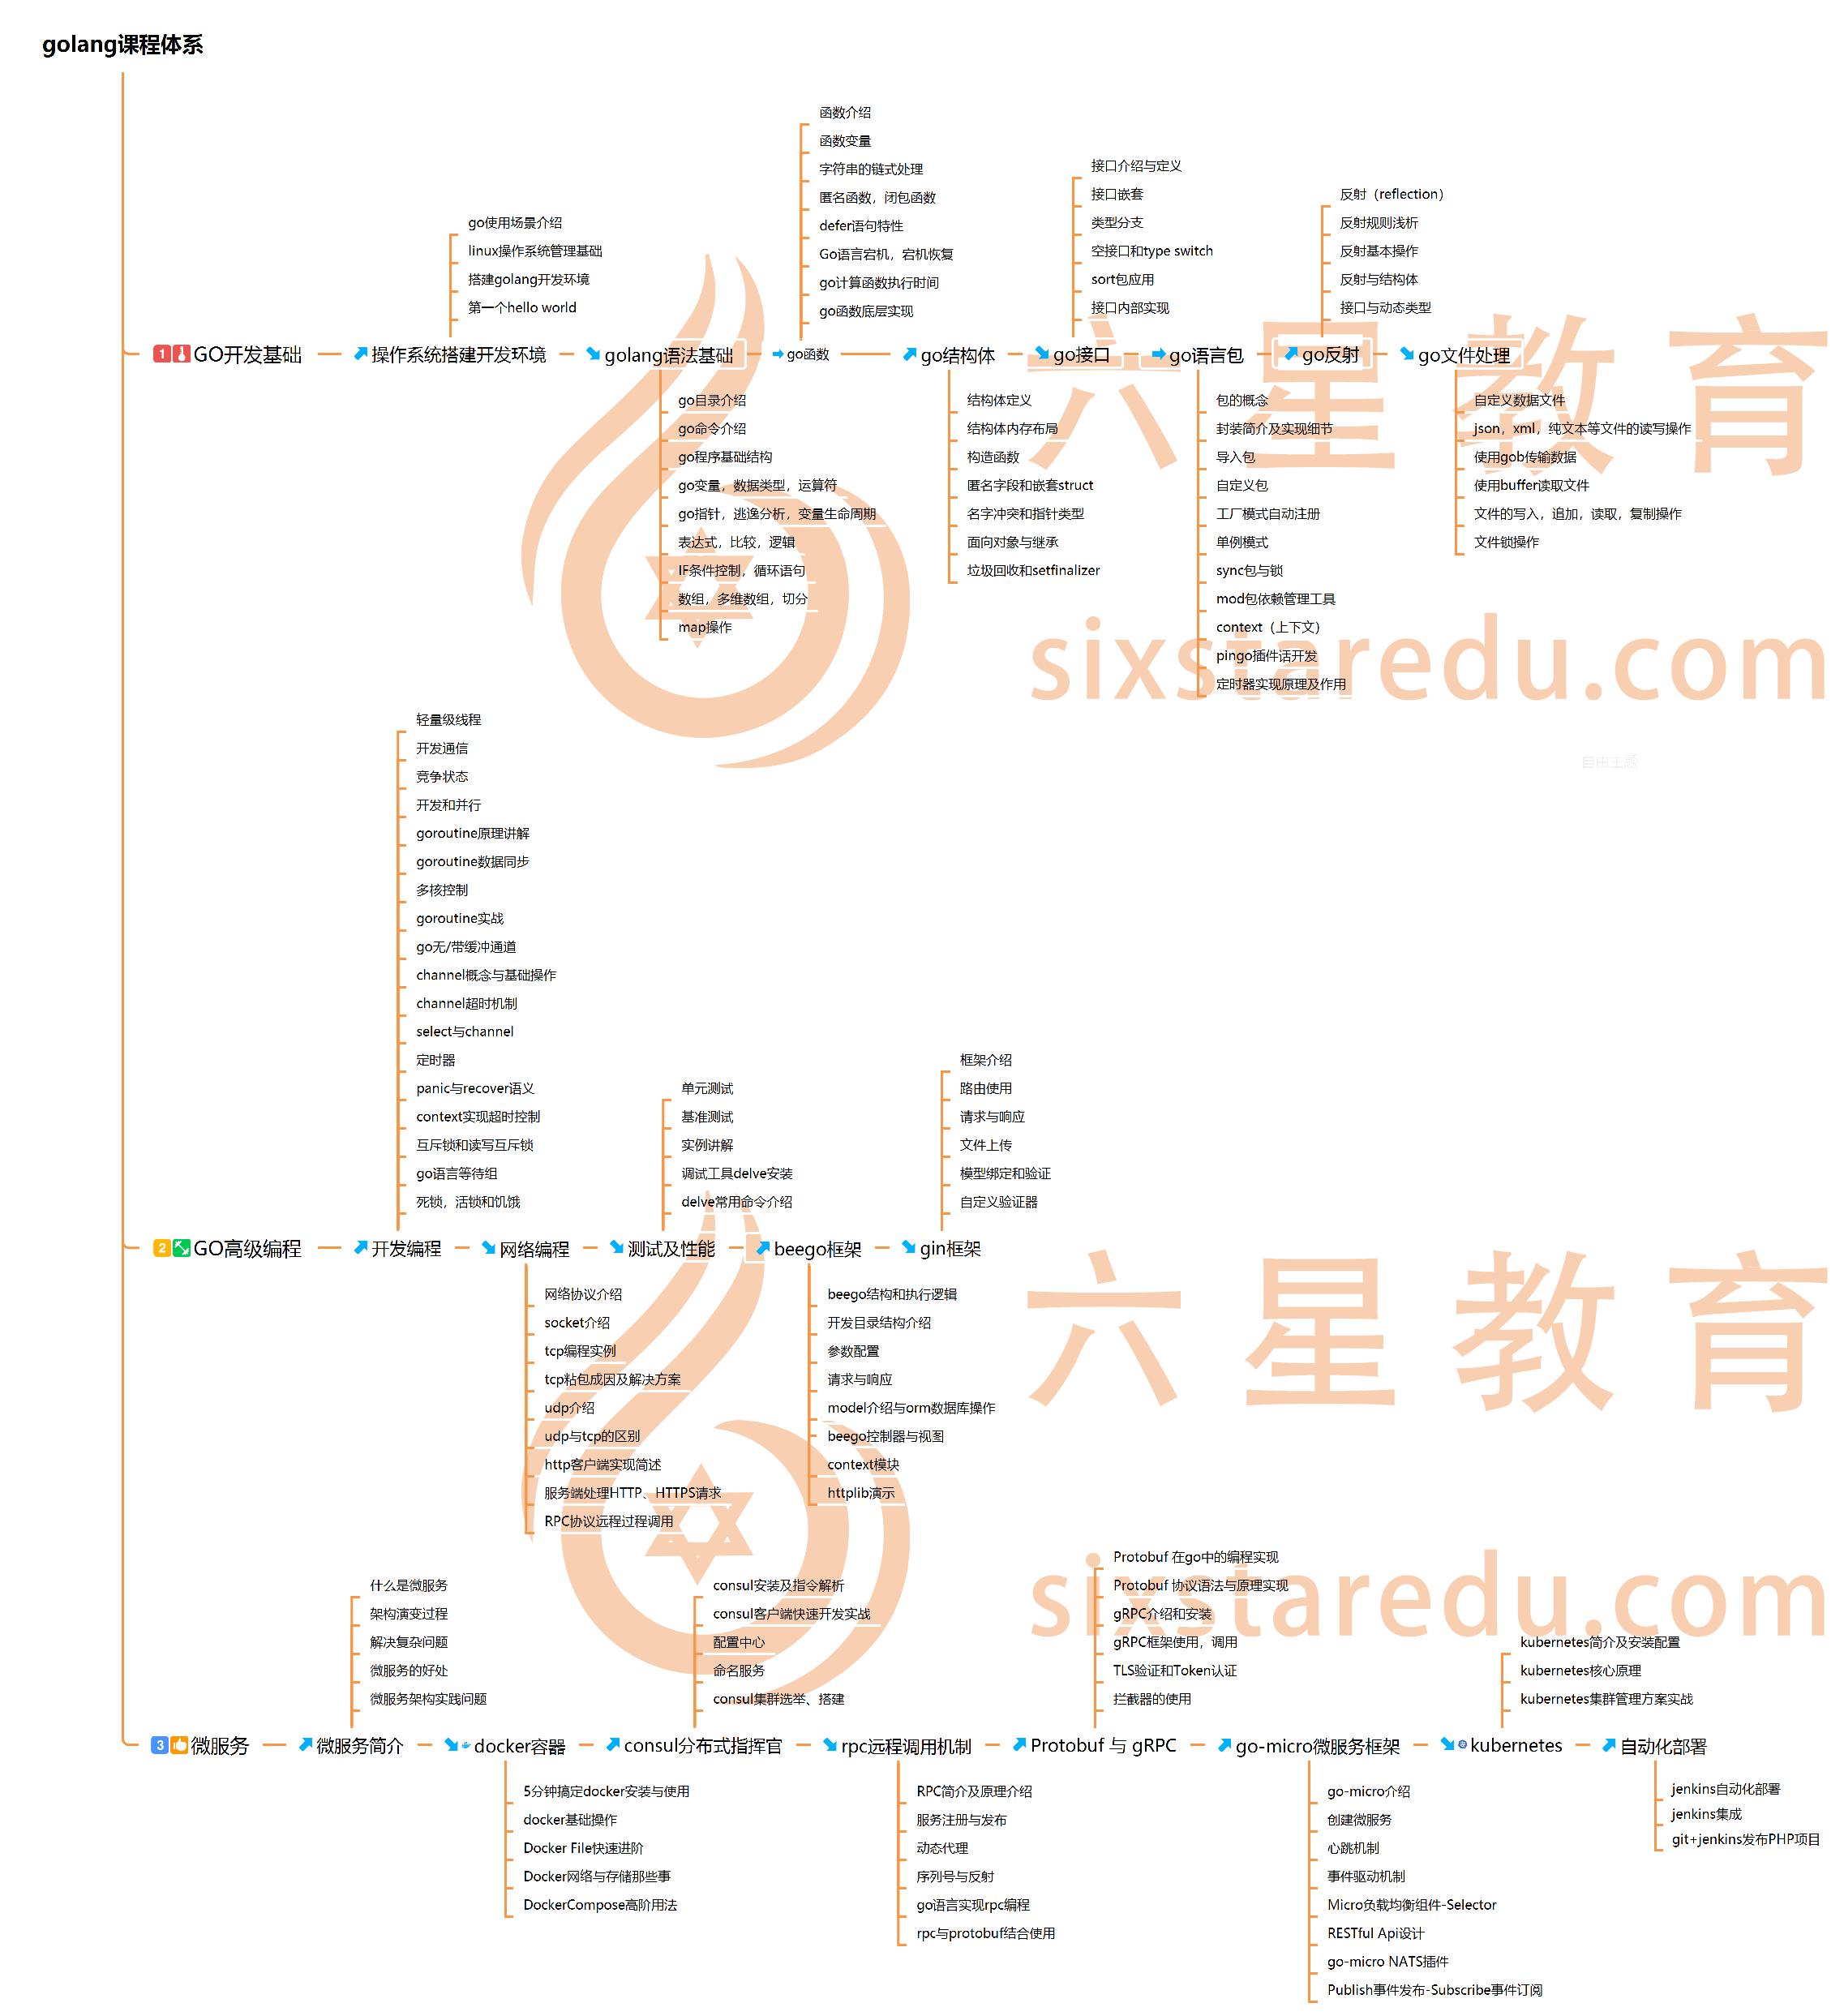 golang课程体系
1 GO开发基础
操作系统搭建开发环境
go使用场景介绍
linux操作系统管理基础
搭建golang开发环境
第一个hello world
golang语法基础
go目录介绍
go命令介绍
go程序基础结构
go变量，数据类型，运算符
go指针，逃逸分析，变量生命周期
表达式，比较，逻辑
IF条件控制，循环语句
数组，多维数组，切分
map操作
go函数
函数介绍
函数变量
字符串的链式处理
匿名函数，闭包函数
defer语句特性
Go语言宕机，宕机恢复
go计算函数执行时间
go函数底层实现
go结构体
结构体定义
结构体内存布局
构造函数
匿名字段和嵌套struct
名字冲突和指针类型
面向对象与继承
垃圾回收和setfinalizer
go接口
接口介绍与定义
接口嵌套
类型分支
空接口和type switch
sort包应用
接口内部实现
go语言包
包的概念
封装简介及实现细节
导入包
自定义包
工厂模式自动注册
单例模式
sync包与锁
mod包依赖管理工具
context（上下文）
pingo插件话开发
定时器实现原理及作用
go反射
反射（reflection）
反射规则浅析
反射基本操作
反射与结构体
接口与动态类型
go文件处理
自定义数据文件
json，xml，纯文本等文件的读写操作
使用gob传输数据
使用buffer读取文件
文件的写入，追加，读取，复制操作
文件锁操作
六星教育
sixstaredu.com
自由主题
2 GO高级编程
开发编程
轻量级线程
开发通信
竞争状态
开发和并行
goroutine原理讲解
goroutine数据同步
多核控制
goroutine实战
go无/带缓冲通道
channel概念与基础操作
channel超时机制
select与channel
定时器
panic与recover语义
context实现超时控制
互斥锁和读写互斥锁
go语言等待组
死锁，活锁和饥饿
网络编程
网络协议介绍
socket介绍
tcp编程实例
tcp粘包成因及解决方案
udp介绍
udp与tcp的区别
http客户端实现简述
服务端处理HTTP、HTTPS请求
RPC协议远程过程调用
测试及性能
单元测试
基准测试
实例讲解
调试工具delve安装
delve常用命令介绍
beego框架
beego结构和执行逻辑
开发目录结构介绍
参数配置
请求与响应
model介绍与orm数据库操作
beego控制器与视图
context模块
httplib演示
gin框架
框架介绍
路由使用
请求与响应
文件上传
模型绑定和验证
自定义验证器
六星教育
sixstaredu.com
3 微服务
微服务简介
什么是微服务
架构演变过程
解决复杂问题
微服务的好处
微服务架构实践问题
docker容器
5分钟搞定docker安装与使用
docker基础操作
Docker File快速进阶
Docker网络与存储那些事
DockerCompose高阶用法
consul分布式指挥官
consul安装及指令解析
consul客户端快速开发实战
配置中心
命名服务
consul集群选举、搭建
rpc远程调用机制
RPC简介及原理介绍
服务注册与发布
动态代理
序列号与反射
go语言实现rpc编程
rpc与protobuf结合使用
Protobuf 与 gRPC
Protobuf 在go中的编程实现
Protobuf 协议语法与原理实现
gRPC介绍和安装
gRPC框架使用，调用
TLS验证和Token认证
拦截器的使用
go-micro微服务框架
go-micro介绍
创建微服务
心跳机制
事件驱动机制
Micro负载均衡组件-Selector
RESTful Api设计
go-micro NATS插件
Publish事件发布-Subscribe事件订阅
kubernetes
kubernetes简介及安装配置
kubernetes核心原理
kubernetes集群管理方案实战
自动化部署
jenkins自动化部署
jenkins集成
git+jenkins发布PHP项目